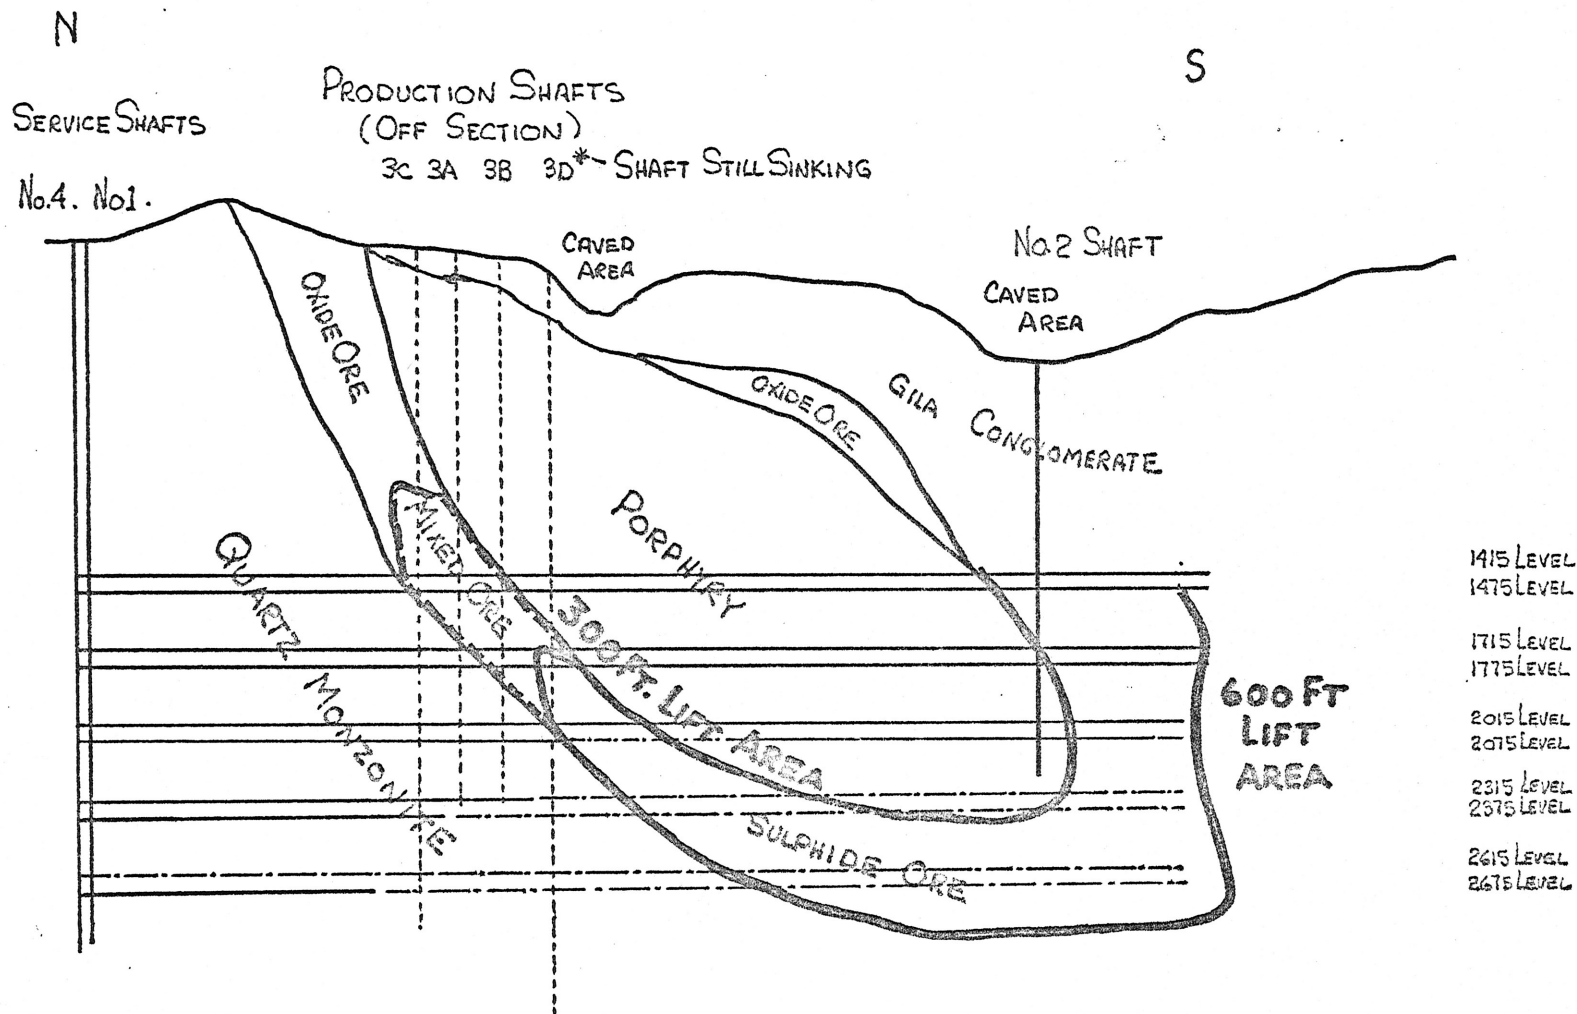 N
S
PRODUCTION SHAFTS
(OFF SECTION)
SERVICE SHAFTS
3C 3A 3B 3D*- SHAFT STILL SINKING
No.4. No1.
CAVED
AREA
No.2 SHAFT
CAVED
AREA
OXIDE ORE
OXIDE ORE
GILA CONGLOMERATE
MIXED ORE
PORPHYRY
QUARTZ MONZONITE
300 FT. LIFT AREA
SULPHIDE ORE
600 FT
LIFT
AREA
1415 LEVEL
1475 LEVEL
1715 LEVEL
1775 LEVEL
2015 LEVEL
2075 LEVEL
2315 LEVEL
2375 LEVEL
2615 LEVEL
2675 LEVEL